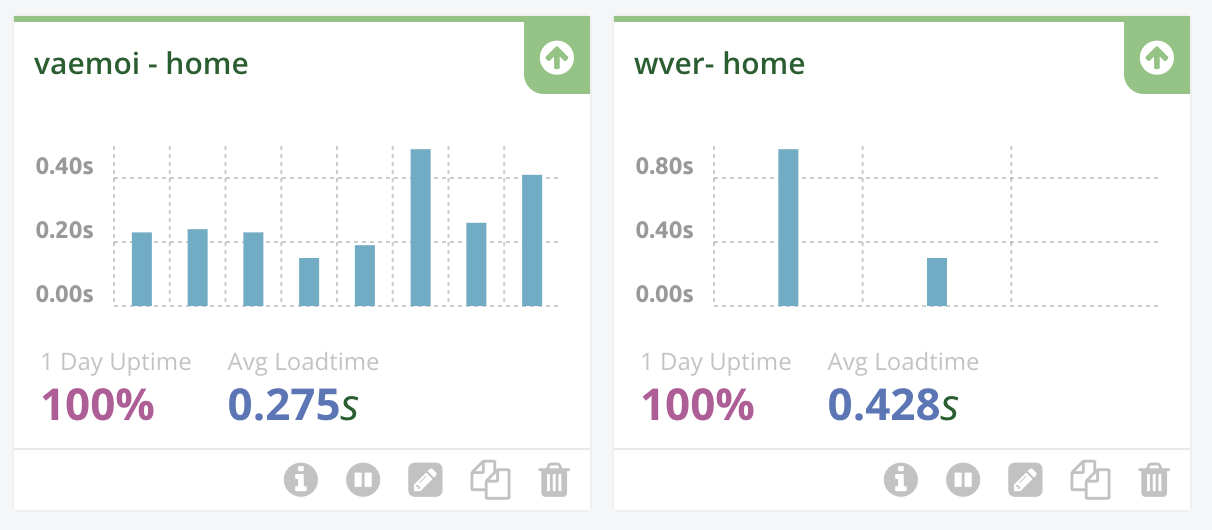 vaemoi - home
0.40s
0.20s
0.00s
1 Day Uptime Avg Loadtime
100% 0.275s
wver- home
0.80s
0.40s
0.00s
1 Day Uptime Avg Loadtime
100% 0.428s